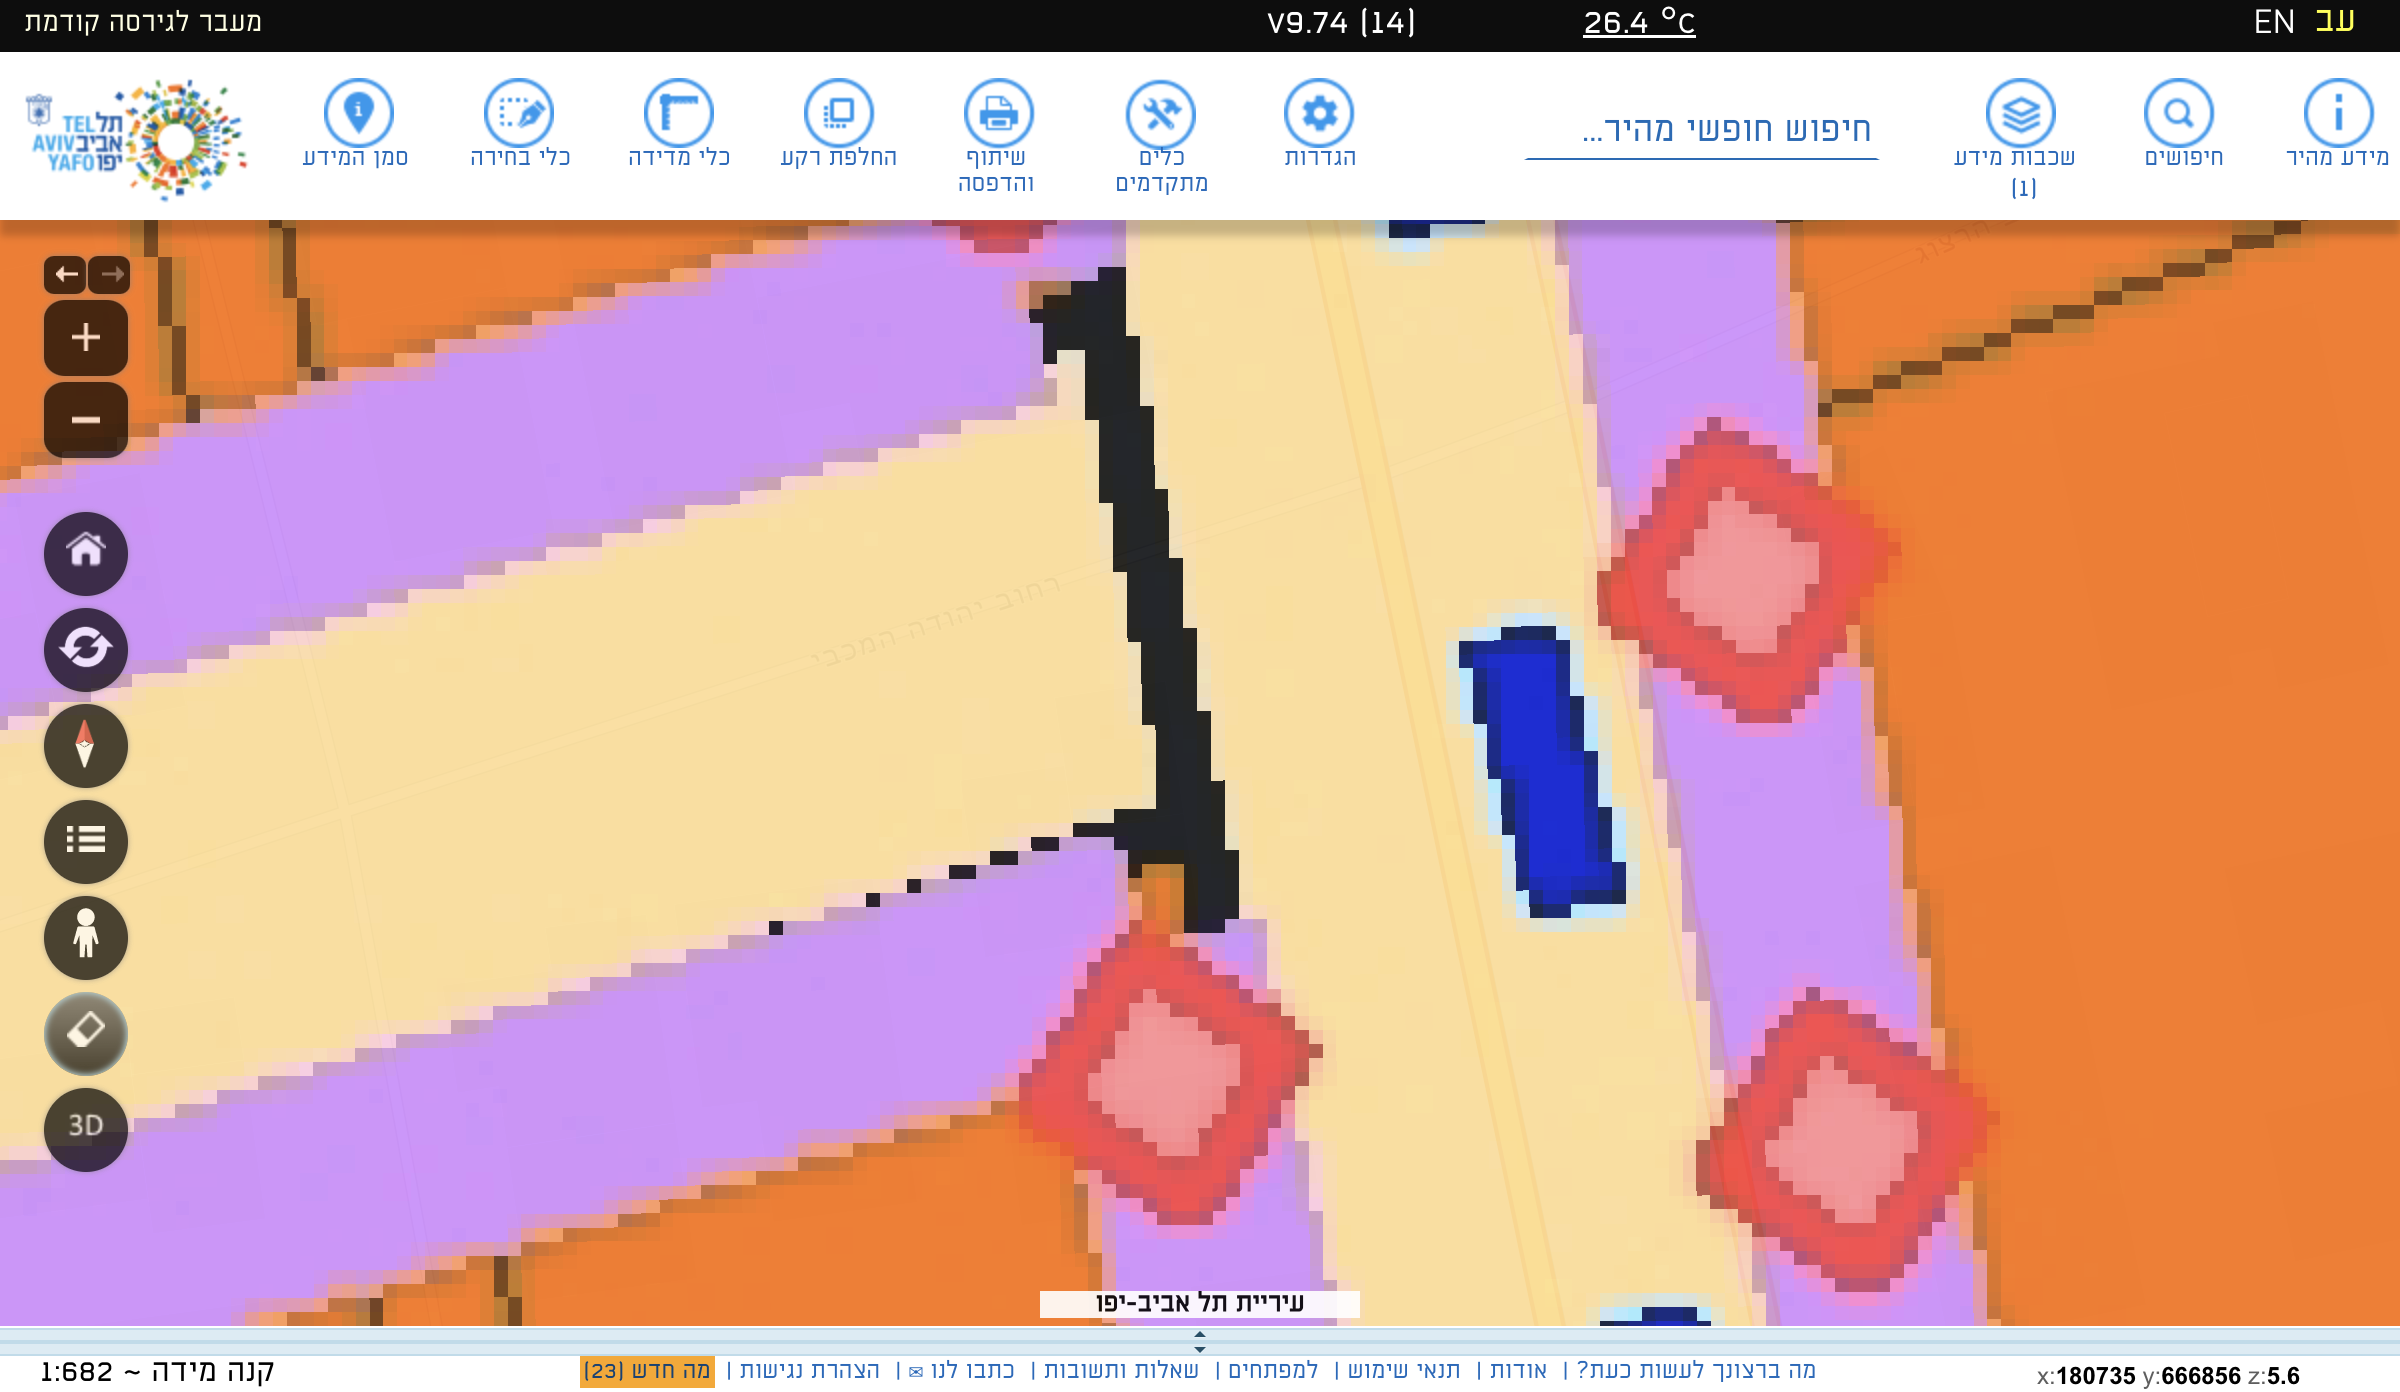 עב EN
26.4 °C
V9.74 (14)
מעבר לגירסה קודמת
מידע מהיר
חיפושים
שכבות מידע
(1)
חיפוש חופשי מהיר...
הגדרות
כלים
מתקדמים
שיתוף
והדפסה
החלפת רקע
כלי מדידה
כלי בחירה
סמן המידע
TEL תל
AVIV אביב
YAFO יפו
הרצוג
רחוב יהודה המכבי
3D
עיריית תל אביב-יפו
מה ברצונך לעשות כעת? | אודות | תנאי שימוש | למפתחים | שאלות ותשובות | כתבו לנו ✉ | הצהרת נגישות | מה חדש (23)
קנה מידה ~ 1:682
x:180735 y:666856 z:5.6